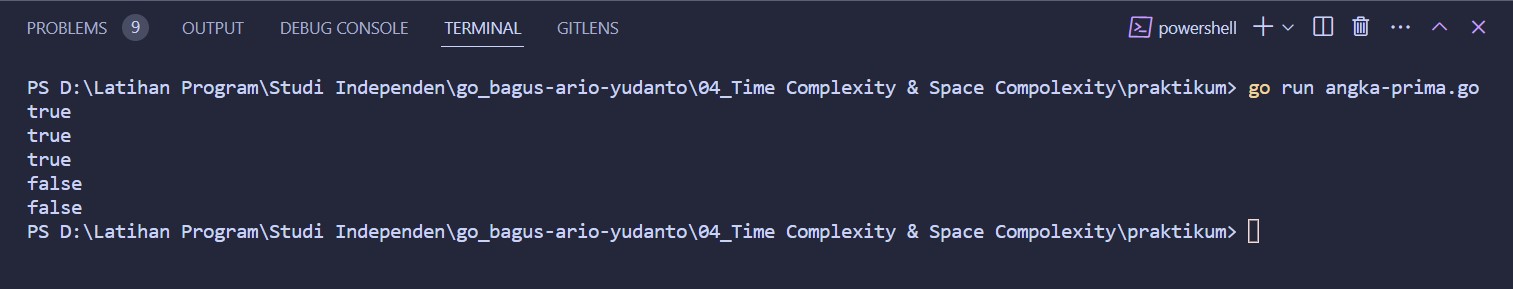 PROBLEMS 9 OUTPUT DEBUG CONSOLE TERMINAL GITLENS powershell
PS D:\Latihan Program\Studi Independen\go_bagus-ario-yudanto\04_Time Complexity & Space Compolexity\praktikum> go run angka-prima.go
true
true
true
false
false
PS D:\Latihan Program\Studi Independen\go_bagus-ario-yudanto\04_Time Complexity & Space Compolexity\praktikum>